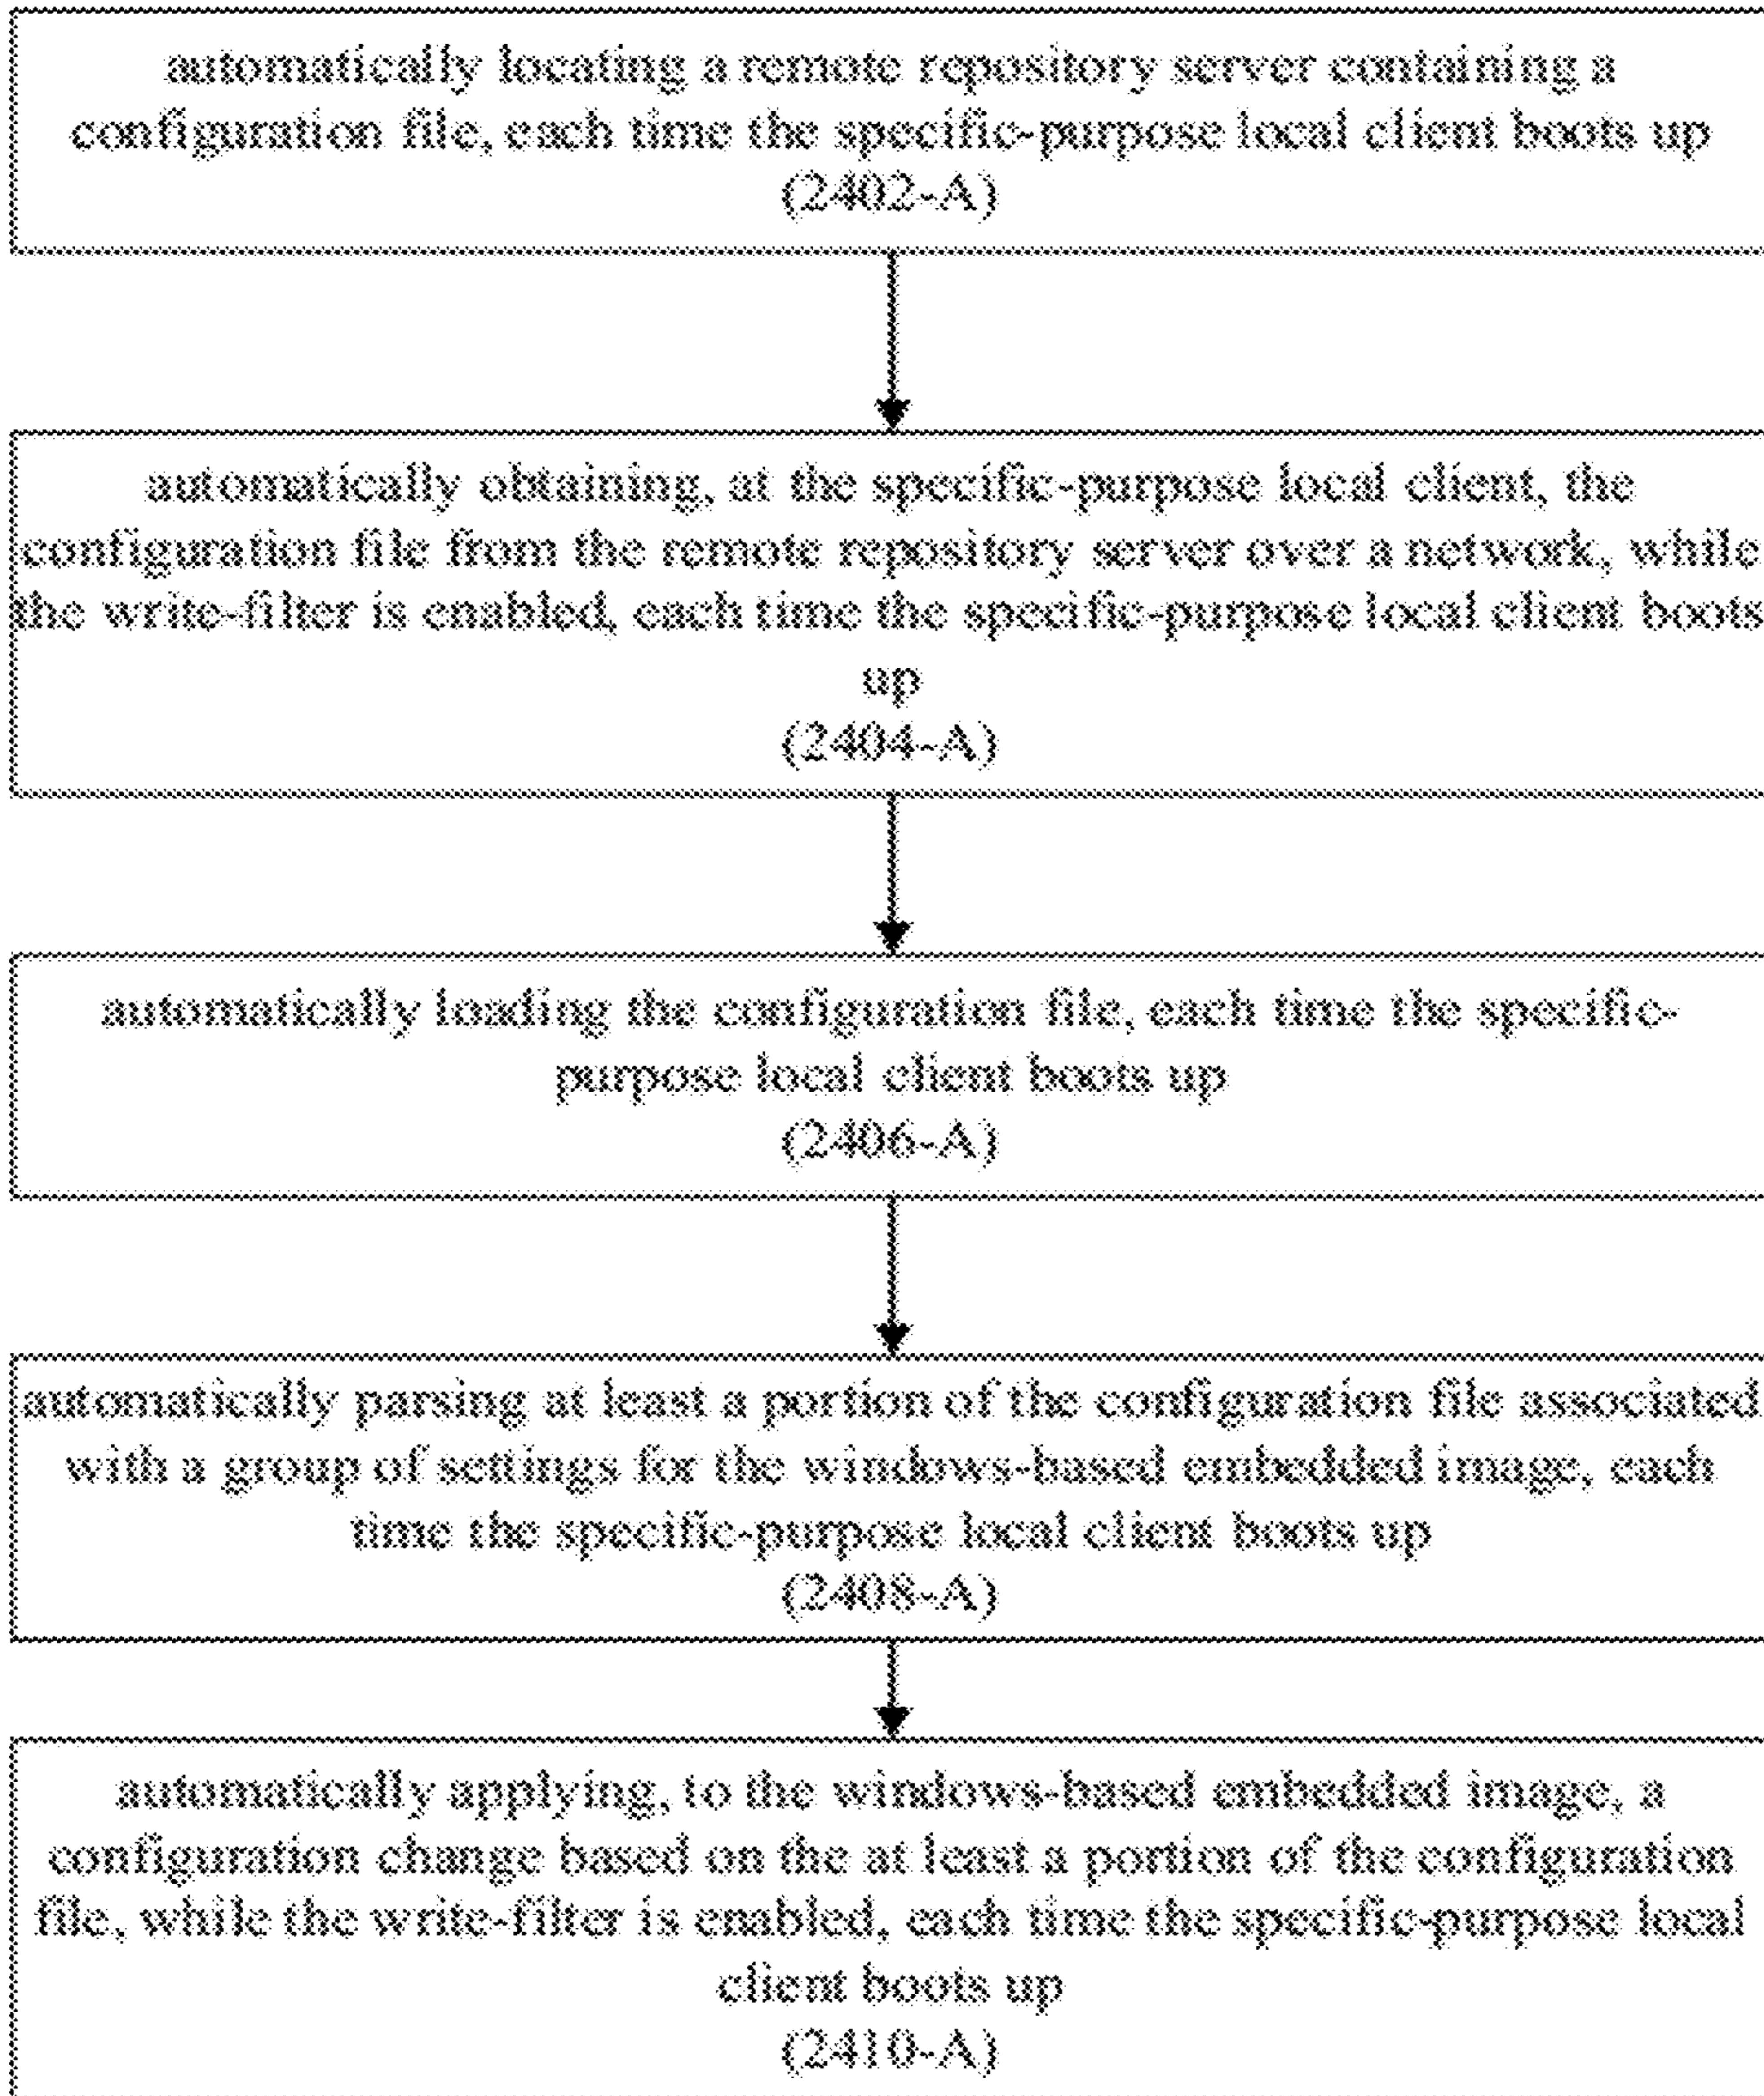 automatically locating a remote repository server containing a
configuration file, each time the specific-purpose local client boots up
(2402-A)
automatically obtaining, at the specific-purpose local client, the
configuration file from the remote repository server over a network, while
the write-filter is enabled, each time the specific-purpose local client boots
up
(2404-A)
automatically loading the configuration file, each time the specific-
purpose local client boots up
(2406-A)
automatically parsing at least a portion of the configuration file associated
with a group of settings for the windows-based embedded image, each
time the specific-purpose local client boots up
(2408-A)
automatically applying, to the windows-based embedded image, a
configuration change based on the at least a portion of the configuration
file, while the write-filter is enabled, each time the specific-purpose local
client boots up
(2410-A)